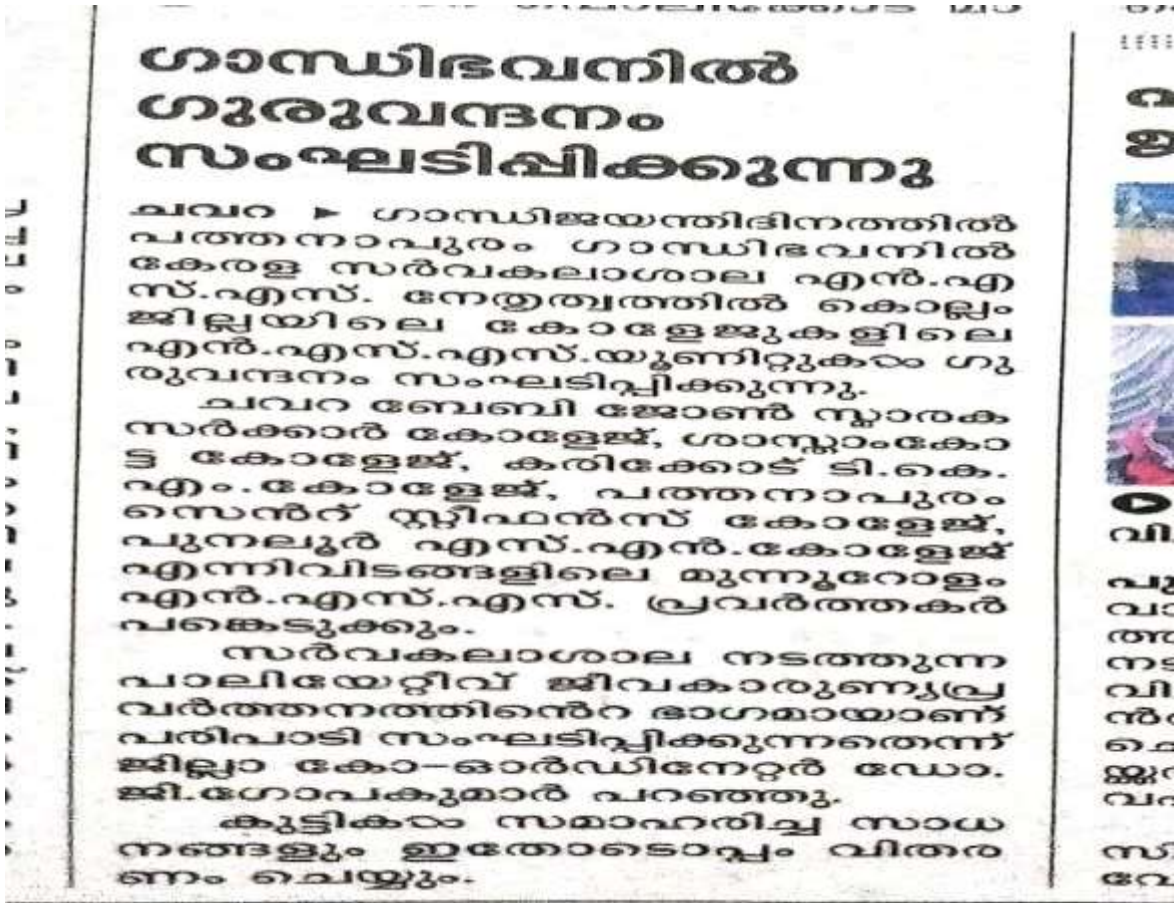 ഗാന്ധിഭവനിൽ
ഗുരുവന്ദനം
സംഘടിപ്പിക്കുന്നു
ചവറ ▶ ഗാന്ധിജയന്തിദിനത്തിൽ
പത്തനാപുരം ഗാന്ധിഭവനിൽ
കേരള സർവകലാശാല എൻ.എ
സ്.എസ്. നേതൃത്വത്തിൽ കൊല്ലം
ജില്ലയിലെ കോളേജുകളിലെ
എൻ.എസ്.എസ്.യൂണിറ്റുകൾ ഗു
രുവന്ദനം സംഘടിപ്പിക്കുന്നു.
ചവറ ബേബി ജോൺ സ്മാരക
സർക്കാർ കോളേജ്, ശാസ്താംകോ
ട്ട കോളേജ്, കരിക്കോട് ടി.കെ.
എം.കോളേജ്, പത്തനാപുരം
സെൻറ് സ്റ്റീഫൻസ് കോളേജ്,
പുനലൂർ എസ്.എൻ.കോളേജ്
എന്നിവിടങ്ങളിലെ മുന്നൂറോളം
എൻ.എസ്.എസ്. പ്രവർത്തകർ
പങ്കെടുക്കും.
സർവകലാശാല നടത്തുന്ന
പാലിയേറ്റീവ് ജീവകാരുണ്യപ്ര
വർത്തനത്തിൻെറ ഭാഗമായാണ്
പരിപാടി സംഘടിപ്പിക്കുന്നതെന്ന്
ജില്ലാ കോ-ഓർഡിനേറ്റർ ഡോ.
ജി.ഗോപകുമാർ പറഞ്ഞു.
കുട്ടികൾ സമാഹരിച്ച സാധ
നങ്ങളും ഇതോടൊപ്പം വിതര
ണം ചെയ്യും.